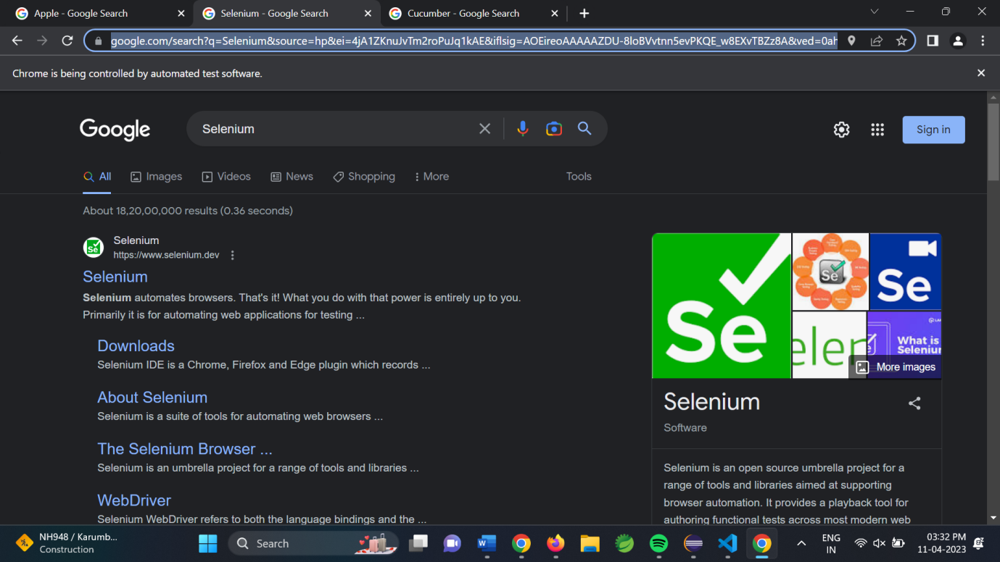 Apple - Google Search
Selenium - Google Search
Cucumber - Google Search
google.com/search?q=Selenium&source=hp&ei=4jA1ZKnuJvTm2roPuJq1kAE&iflsig=AOEireoAAAAAZDU-8loBVvtnn5evPKQE_w8EXvTBZz8A&ved=0ah
Chrome is being controlled by automated test software.
Google
Selenium
Sign in
All
Images
Videos
News
Shopping
More
Tools
About 18,20,00,000 results (0.36 seconds)
Se
Selenium
https://www.selenium.dev
Selenium
Selenium automates browsers. That's it! What you do with that power is entirely up to you.
Primarily it is for automating web applications for testing ...
Downloads
Selenium IDE is a Chrome, Firefox and Edge plugin which records ...
About Selenium
Selenium is a suite of tools for automating web browsers ...
The Selenium Browser ...
Selenium is an umbrella project for a range of tools and libraries ...
WebDriver
Selenium WebDriver refers to both the language bindings and the ...
Se
Se
Se
eler
What is
Seleniur
More images
Selenium
Software
Selenium is an open source umbrella project for a
range of tools and libraries aimed at supporting
browser automation. It provides a playback tool for
authoring functional tests across most modern web
NH948 / Karumb...
Construction
Search
ENG
IN
03:32 PM
11-04-2023